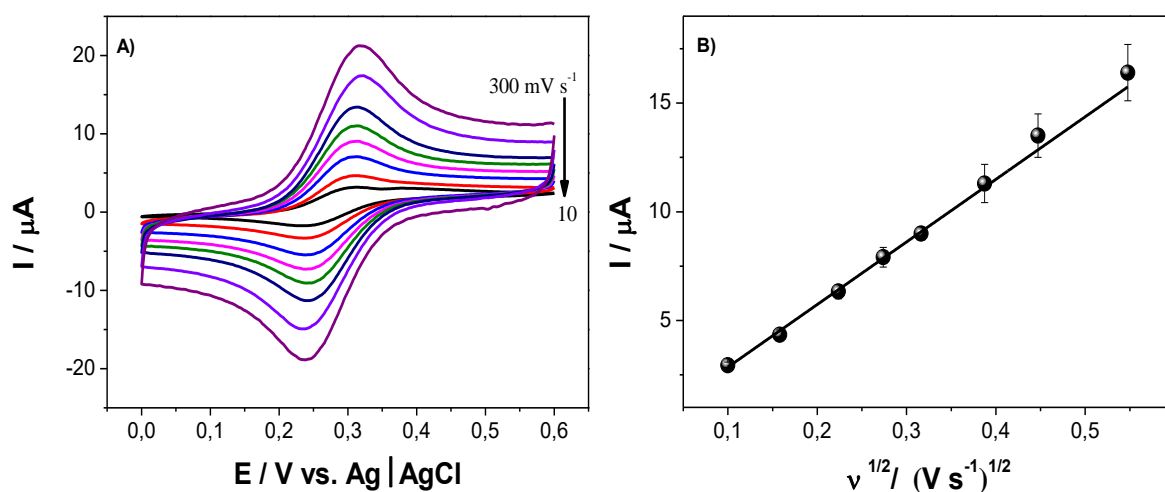 A)
300 mV s⁻¹
10
20
10
0
-10
-20
I / μA
0,0 0,1 0,2 0,3 0,4 0,5 0,6
E / V vs. Ag|AgCl
B)
15
10
5
I / μA
0,1 0,2 0,3 0,4 0,5
ν ¹/²/ (V s⁻¹)¹/²